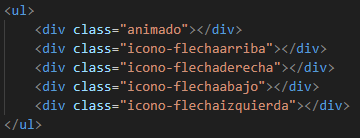 <ul>
<div class="animado"></div>
<div class="icono-flechaarriba"></div>
<div class="icono-flechaderecha"></div>
<div class="icono-flechaabajo"></div>
<div class="icono-flechaizquierda"></div>
</ul>